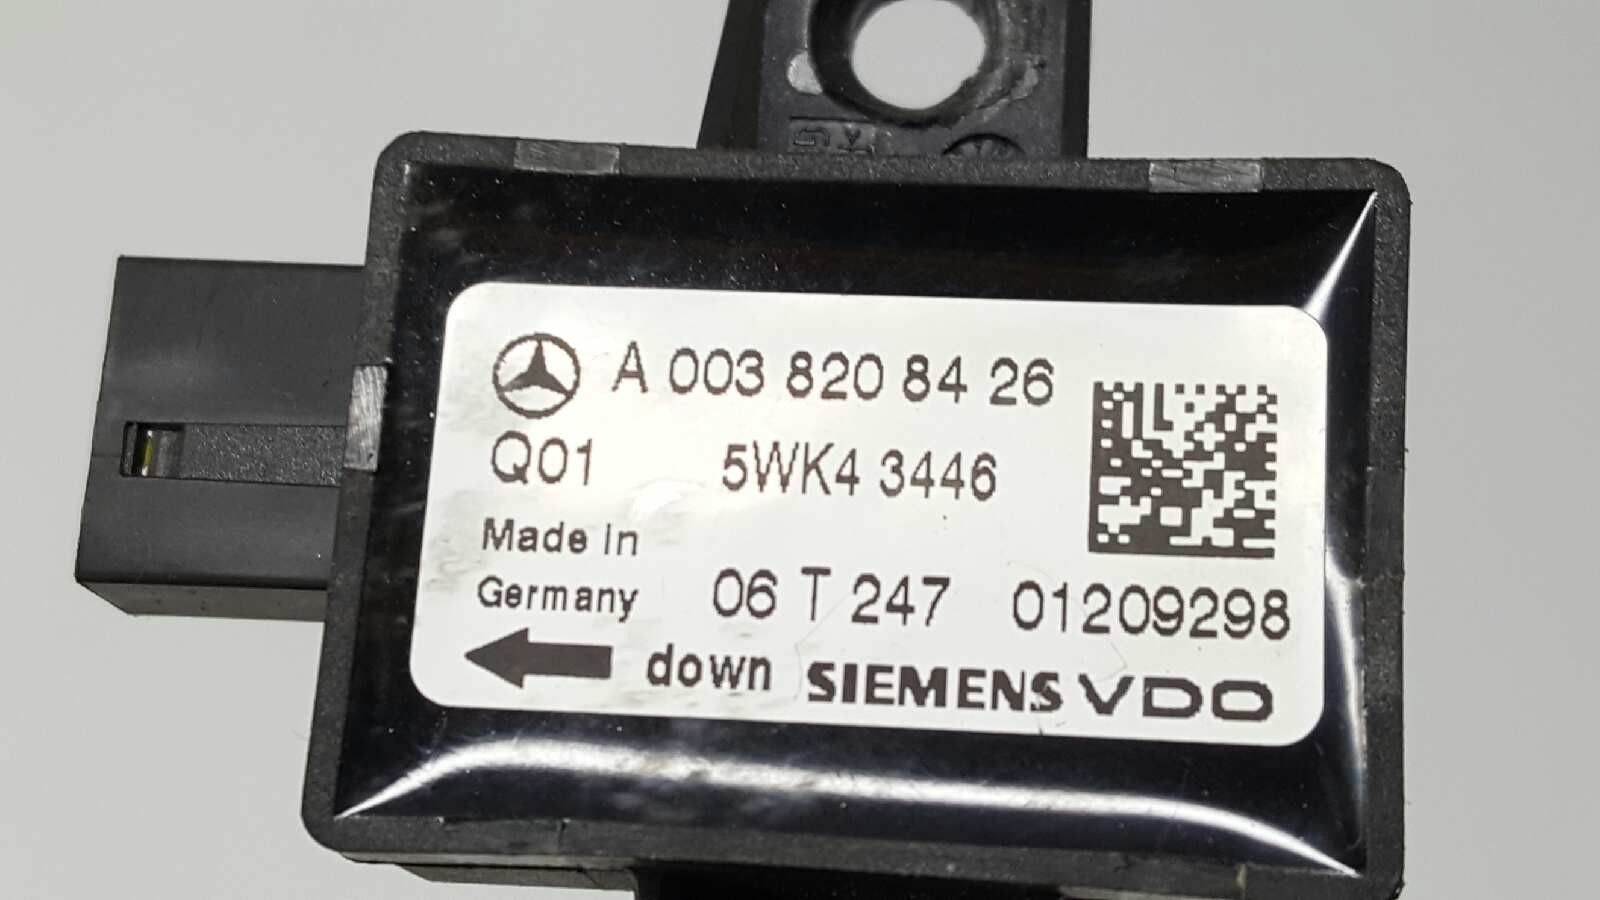 A 003 820 84 26
Q01 5WK4 3446
Made in
Germany 06 T 247 01209298
down SIEMENS VDO